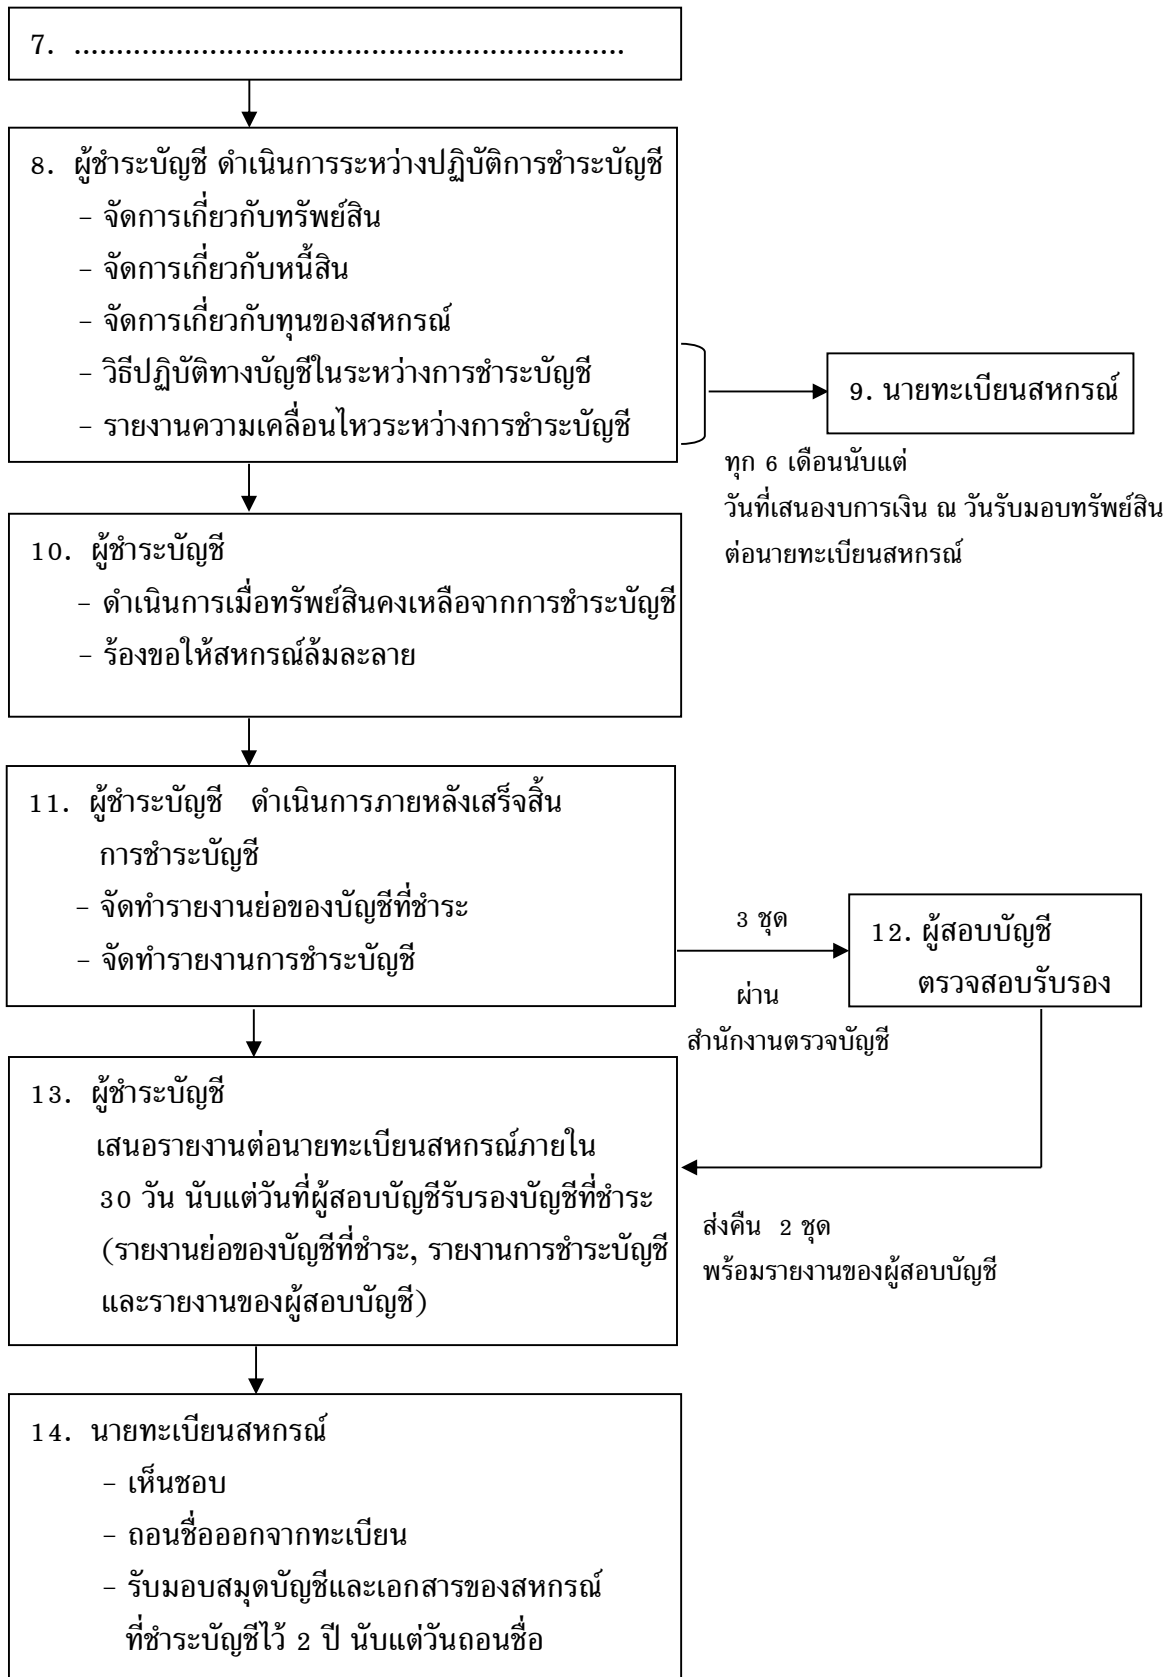 7. .................................................................
8. ผู้ชำระบัญชี ดำเนินการระหว่างปฏิบัติการชำระบัญชี
- จัดการเกี่ยวกับทรัพย์สิน
- จัดการเกี่ยวกับหนี้สิน
- จัดการเกี่ยวกับทุนของสหกรณ์
- วิธีปฏิบัติทางบัญชีในระหว่างการชำระบัญชี
- รายงานความเคลื่อนไหวระหว่างการชำระบัญชี
9. นายทะเบียนสหกรณ์
ทุก 6 เดือนนับแต่
วันที่เสนองบการเงิน ณ วันรับมอบทรัพย์สิน
ต่อนายทะเบียนสหกรณ์
10. ผู้ชำระบัญชี
- ดำเนินการเมื่อทรัพย์สินคงเหลือจากการชำระบัญชี
- ร้องขอให้สหกรณ์ล้มละลาย
11. ผู้ชำระบัญชี ดำเนินการภายหลังเสร็จสิ้น
การชำระบัญชี
- จัดทำรายงานย่อของบัญชีที่ชำระ
- จัดทำรายงานการชำระบัญชี
3 ชุด
ผ่าน
สำนักงานตรวจบัญชี
12. ผู้สอบบัญชี
ตรวจสอบรับรอง
13. ผู้ชำระบัญชี
เสนอรายงานต่อนายทะเบียนสหกรณ์ภายใน
30 วัน นับแต่วันที่ผู้สอบบัญชีรับรองบัญชีที่ชำระ
(รายงานย่อของบัญชีที่ชำระ, รายงานการชำระบัญชี
และรายงานของผู้สอบบัญชี)
ส่งคืน 2 ชุด
พร้อมรายงานของผู้สอบบัญชี
14. นายทะเบียนสหกรณ์
- เห็นชอบ
- ถอนชื่อออกจากทะเบียน
- รับมอบสมุดบัญชีและเอกสารของสหกรณ์
ที่ชำระบัญชีไว้ 2 ปี นับแต่วันถอนชื่อ